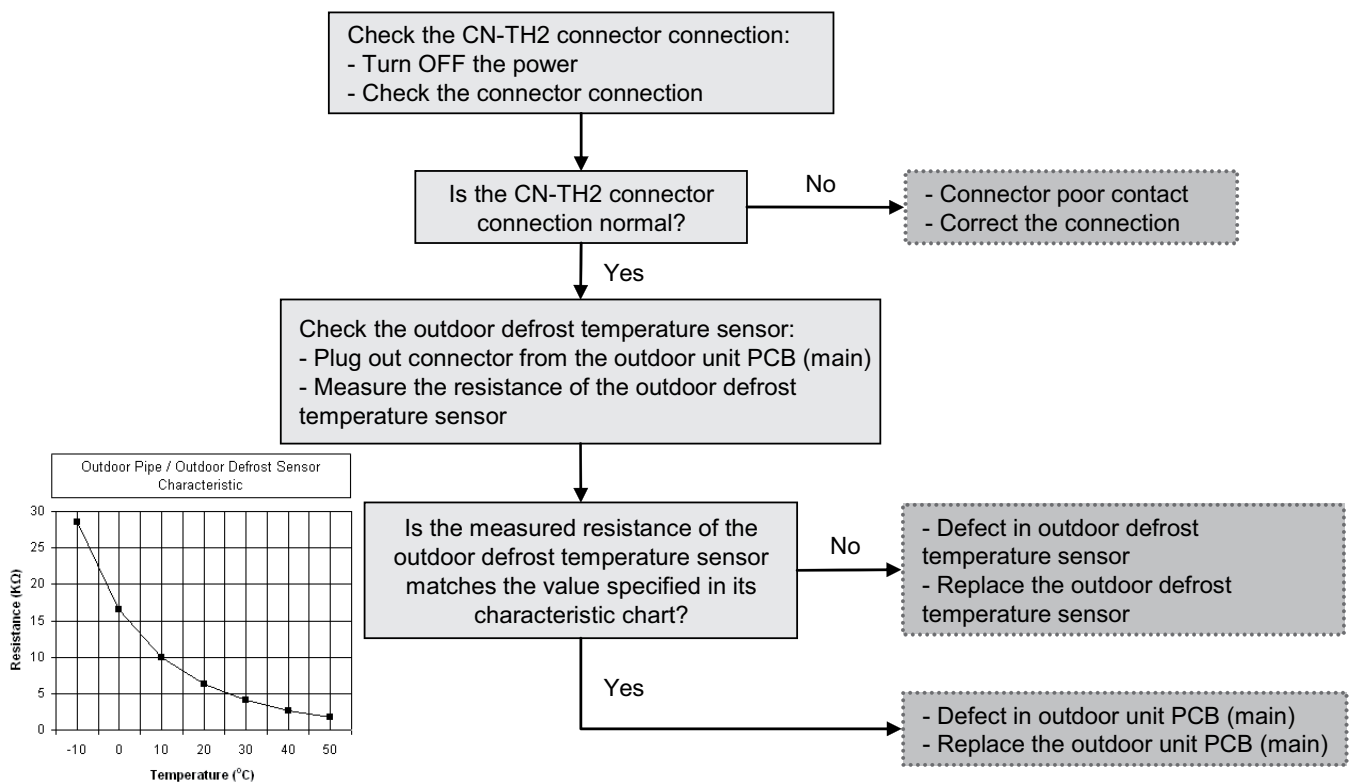 Check the CN-TH2 connector connection:
- Turn OFF the power
- Check the connector connection
Is the CN-TH2 connector
connection normal?
No
- Connector poor contact
- Correct the connection
Yes
Check the outdoor defrost temperature sensor:
- Plug out connector from the outdoor unit PCB (main)
- Measure the resistance of the outdoor defrost
temperature sensor
Outdoor Pipe / Outdoor Defrost Sensor
Characteristic
30
25
20
15
10
5
0
Resistance (KΩ)
-10 0 10 20 30 40 50
Temperature (°C)
Is the measured resistance of the
outdoor defrost temperature sensor
matches the value specified in its
characteristic chart?
No
- Defect in outdoor defrost
temperature sensor
- Replace the outdoor defrost
temperature sensor
Yes
- Defect in outdoor unit PCB (main)
- Replace the outdoor unit PCB (main)